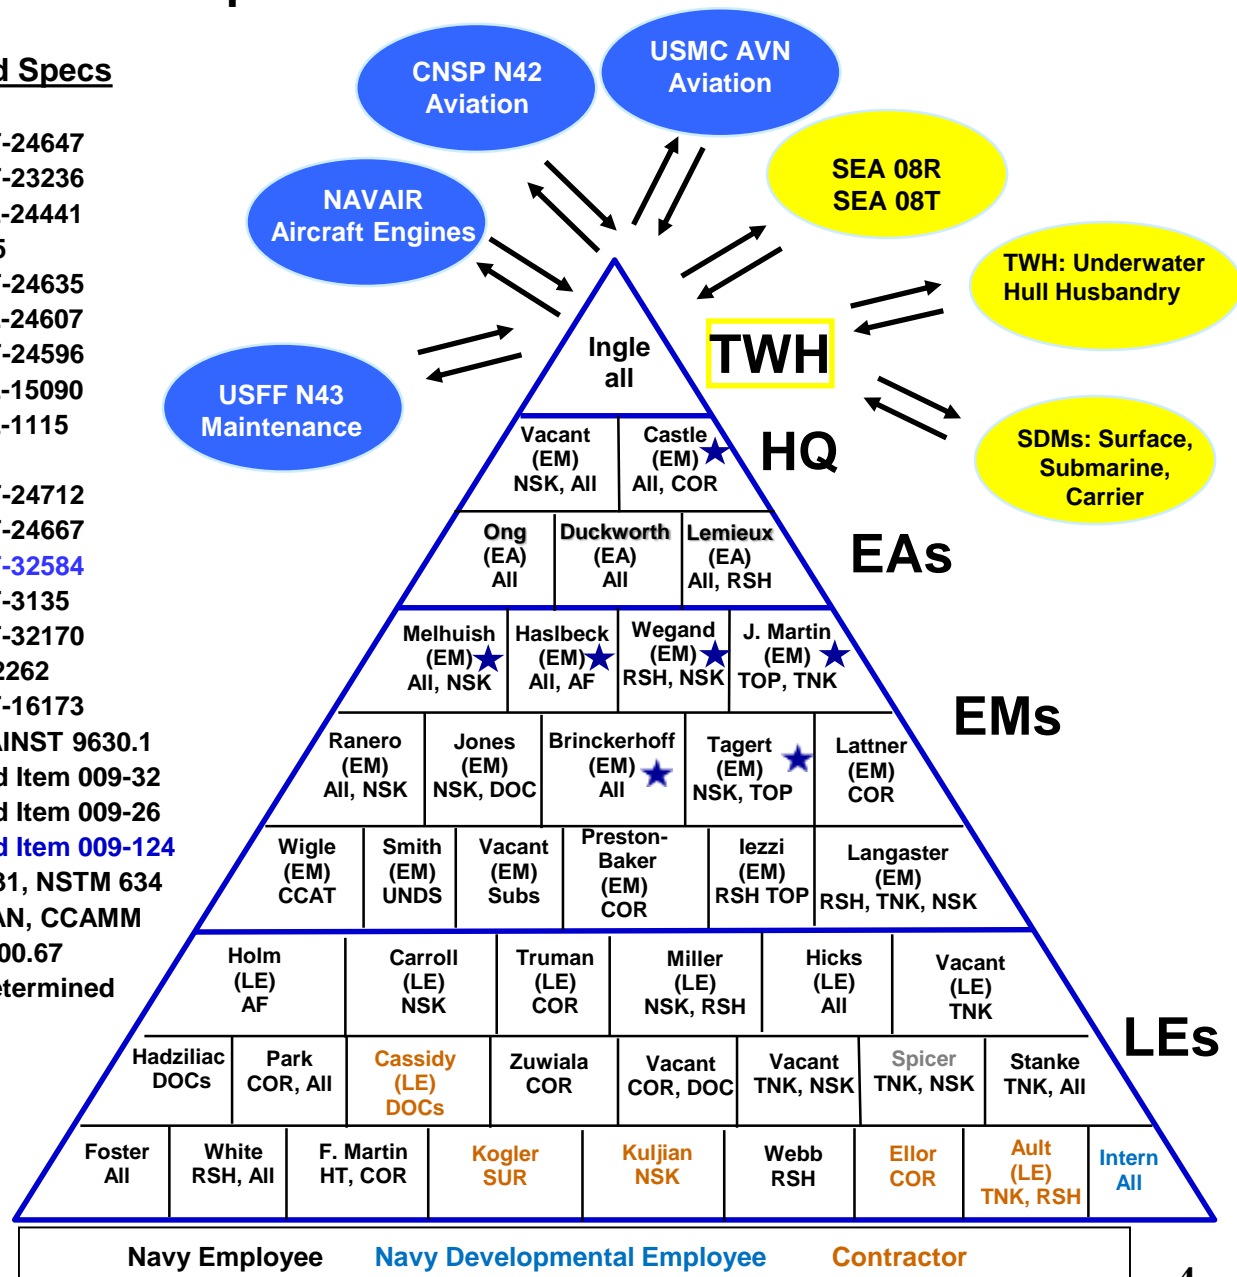 d Specs
-24647
-23236
-24441
5
-24635
-24607
-24596
-15090
-1115
-24712
-24667
-32584
-3135
-32170
2262
-16173
AINST 9630.1
d Item 009-32
d Item 009-26
d Item 009-124
31, NSTM 634
AN, CCAMM
00.67
etermined
CNSP N42
Aviation
USMC AVN
Aviation
NAVAIR
Aircraft Engines
SEA 08R
SEA 08T
TWH: Underwater
Hull Husbandry
USFF N43
Maintenance
SDMs: Surface,
Submarine,
Carrier
Ingle
all
TWH
Vacant
(EM)
NSK, All
Castle
(EM)
All, COR
HQ
Ong
(EA)
All
Duckworth
(EA)
All
Lemieux
(EA)
All, RSH
EAs
Melhuish
(EM)
All, NSK
Haslbeck
(EM)
All, AF
Wegand
(EM)
RSH, NSK
J. Martin
(EM)
TOP, TNK
EMs
Ranero
(EM)
All, NSK
Jones
(EM)
NSK, DOC
Brinckerhoff
(EM)
All
Tagert
(EM)
NSK, TOP
Lattner
(EM)
COR
Wigle
(EM)
CCAT
Smith
(EM)
UNDS
Vacant
(EM)
Subs
Preston-
Baker
(EM)
COR
Iezzi
(EM)
RSH TOP
Langaster
(EM)
RSH, TNK, NSK
Holm
(LE)
AF
Carroll
(LE)
NSK
Truman
(LE)
COR
Miller
(LE)
NSK, RSH
Hicks
(LE)
All
Vacant
(LE)
TNK
LEs
Hadziliac
DOCs
Park
COR, All
Cassidy
(LE)
DOCs
Zuwiala
COR
Vacant
COR, DOC
Vacant
TNK, NSK
Spicer
TNK, NSK
Stanke
TNK, All
Foster
All
White
RSH, All
F. Martin
HT, COR
Kogler
SUR
Kuljian
NSK
Webb
RSH
Ellor
COR
Ault
(LE)
TNK, RSH
Intern
All
Navy Employee Navy Developmental Employee Contractor